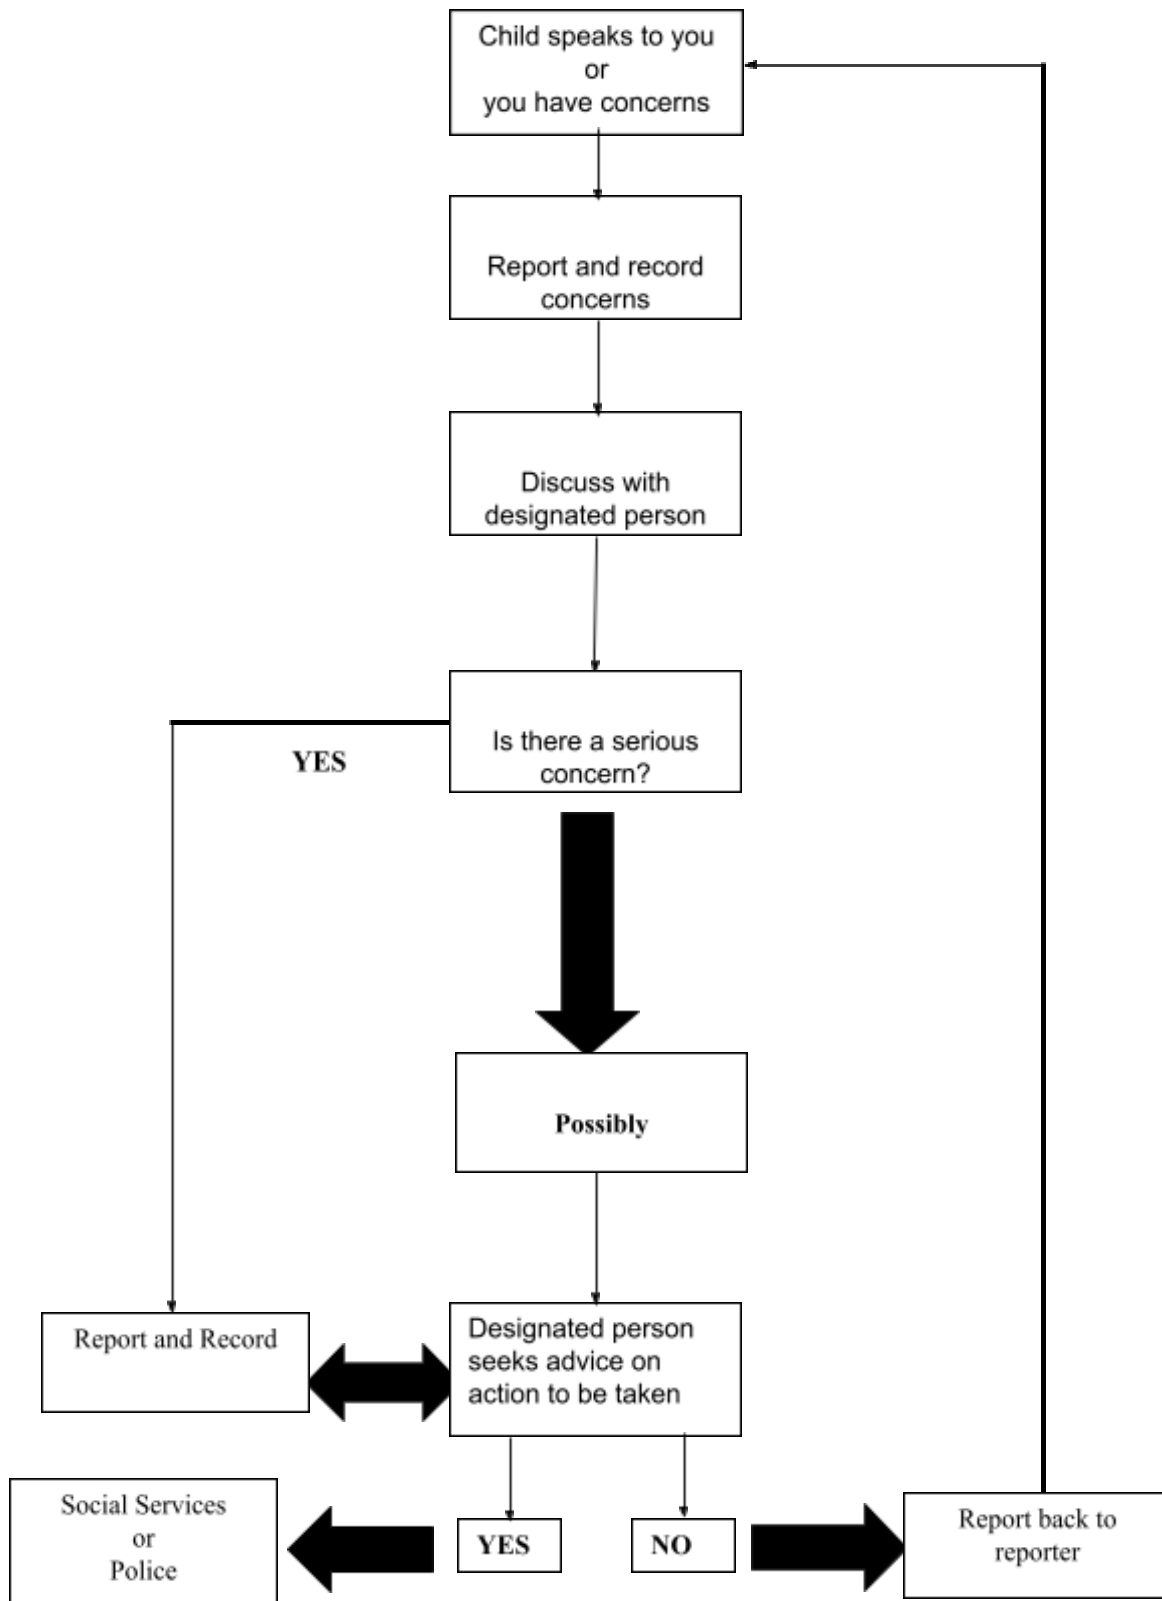 Child speaks to you
or
you have concerns
Report and record
concerns
Discuss with
designated person
Is there a serious
concern?
YES
Possibly
Report and Record
Designated person
seeks advice on
action to be taken
Social Services
or
Police
YES
NO
Report back to
reporter